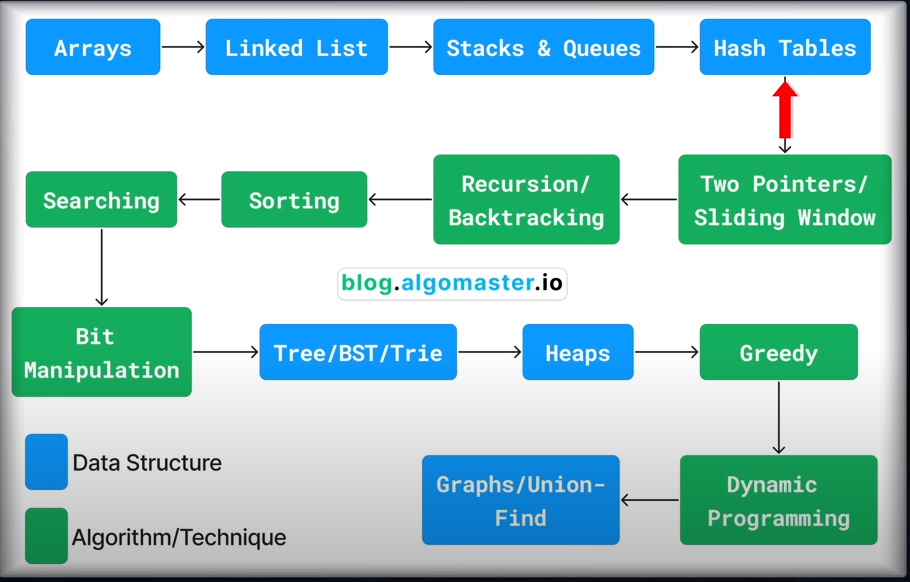 Arrays
Linked List
Stacks & Queues
Hash Tables
Searching
Sorting
Recursion/
Backtracking
Two Pointers/
Sliding Window
blog.algomaster.io
Bit
Manipulation
Tree/BST/Trie
Heaps
Greedy
Data Structure
Graphs/Union-
Find
Dynamic
Programming
Algorithm/Technique